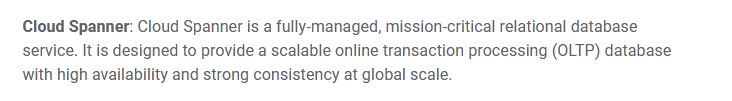 Cloud Spanner: Cloud Spanner is a fully-managed, mission-critical relational database
service. It is designed to provide a scalable online transaction processing (OLTP) database
with high availability and strong consistency at global scale.